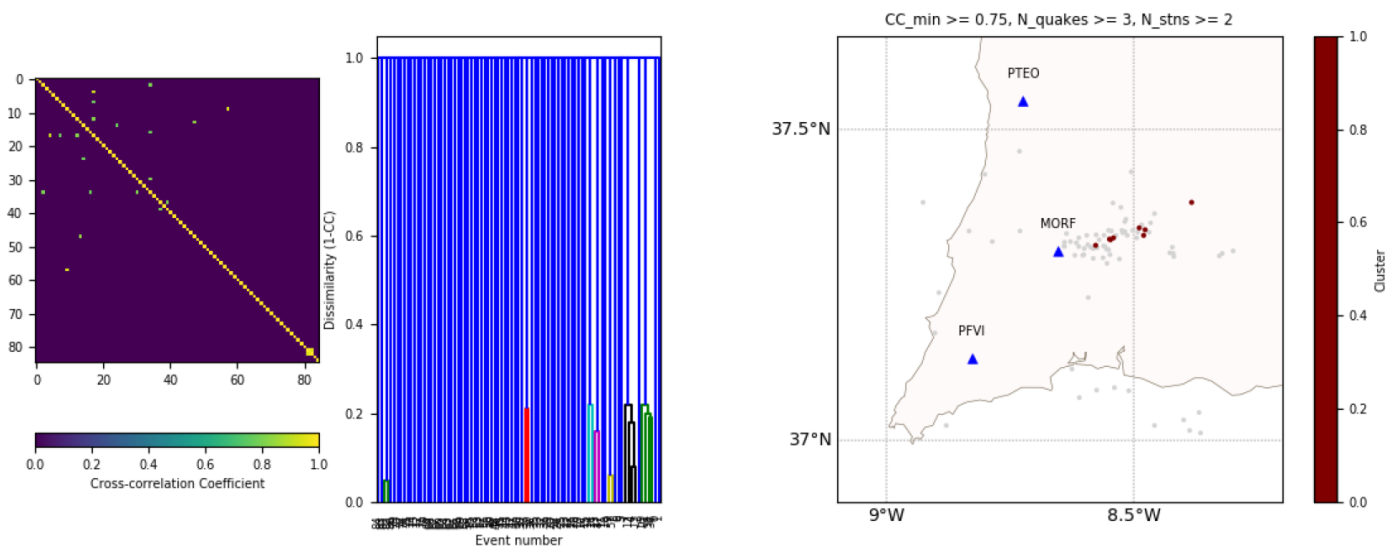 CC_min >= 0.75, N_quakes >= 3, N_stns >= 2
0
10
20
30
40
50
60
70
80
0 20 40 60 80
0.0 0.2 0.4 0.6 0.8 1.0
Cross-correlation Coefficient
Dissimilarity (1-CC)
1.0
0.8
0.6
0.4
0.2
0.0
Event number
PTEO
MORF
PFVI
37.5°N
37°N
9°W 8.5°W
1.0
0.8
0.6
0.4
0.2
0.0
Cluster